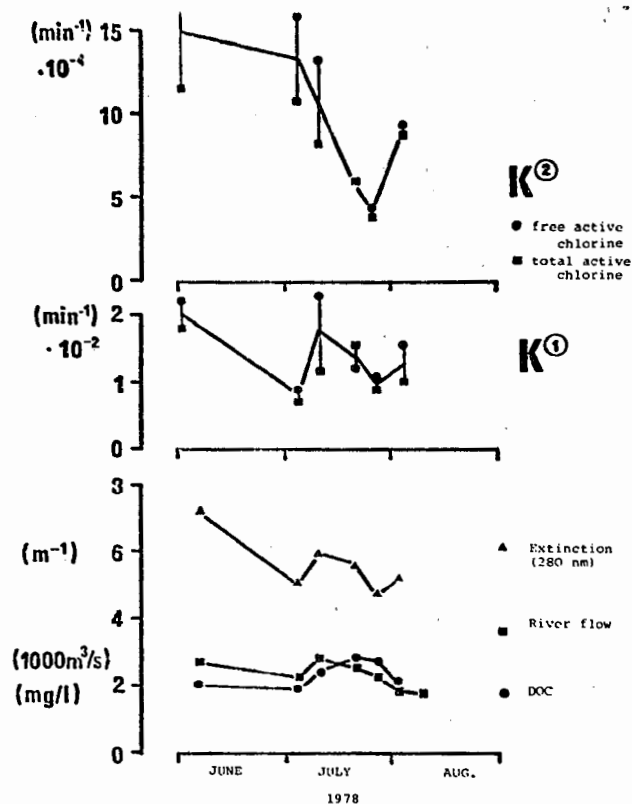 (min⁻¹) 15
·10⁻⁴
10
5
0
K②
● free active
chlorine
■ total active
chlorine
(min⁻¹) 2
·10⁻²
1
0
K①
8
(m⁻¹)
6
4
(1000m³/s)
(mg/l)
2
0
▲ Extinction
(280 nm)
■ River flow
● DOC
JUNE JULY AUG.
1978